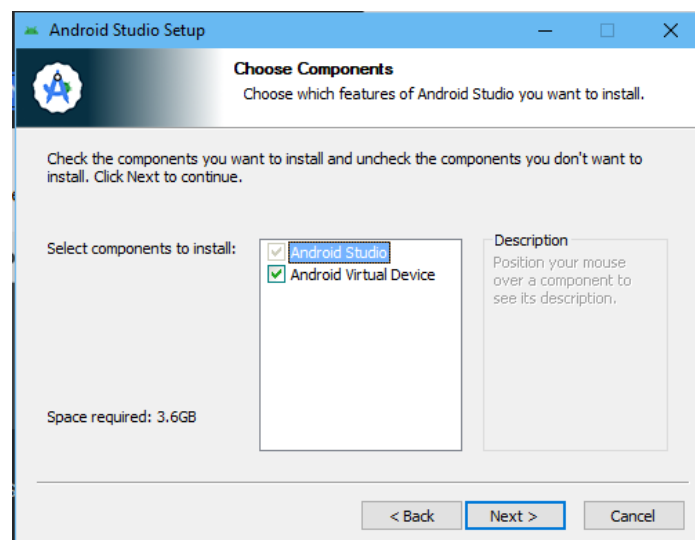 Android Studio Setup
Choose Components
Choose which features of Android Studio you want to install.
Check the components you want to install and uncheck the components you don't want to
install. Click Next to continue.
Select components to install:
Android Studio
Android Virtual Device
Description
Position your mouse
over a component to
see its description.
Space required: 3.6GB
< Back
Next >
Cancel